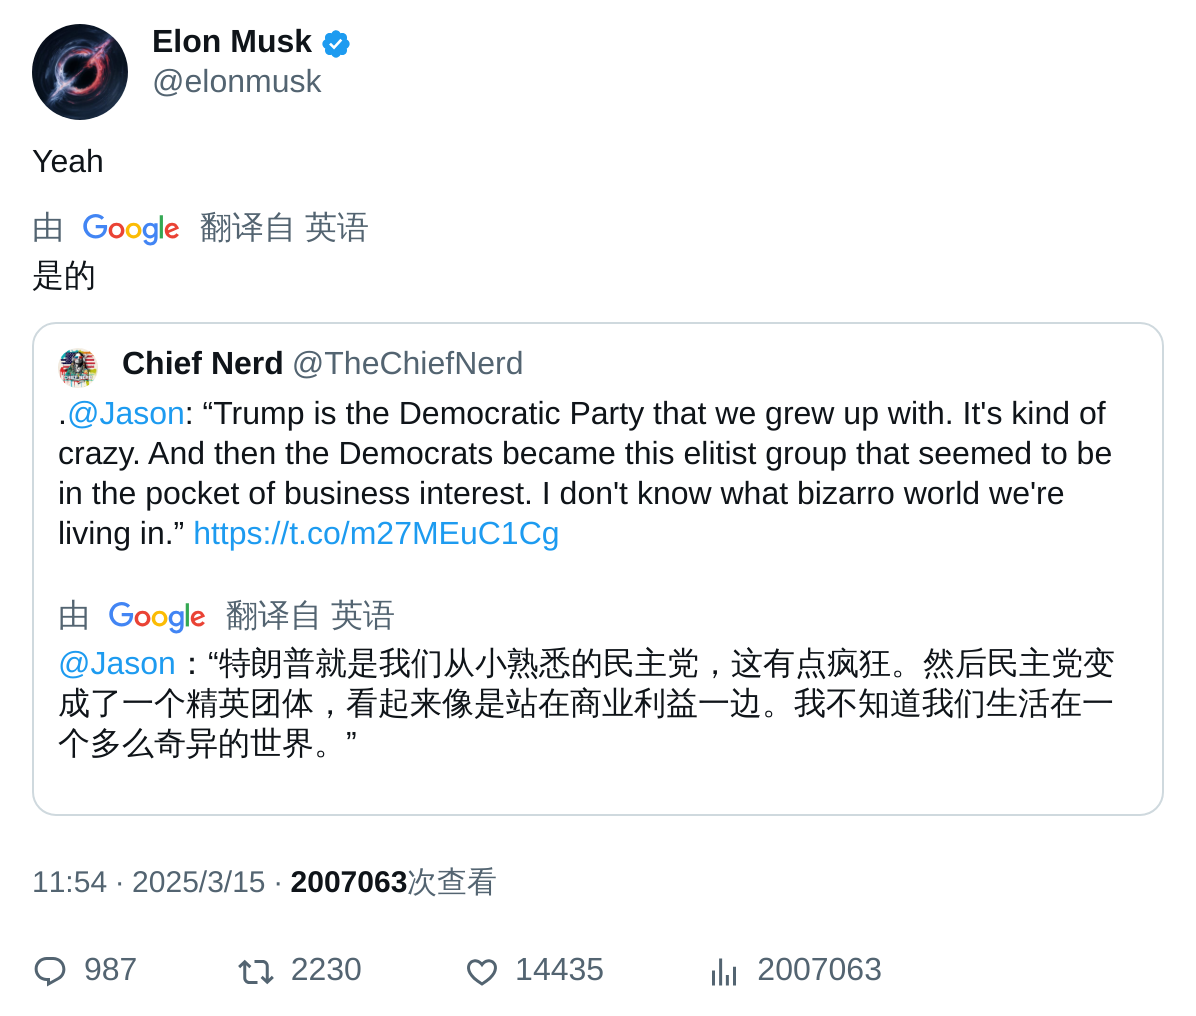 Elon Musk
@elonmusk
Yeah
由 Google 翻译自 英语
是的
Chief Nerd @TheChiefNerd
.@Jason: “Trump is the Democratic Party that we grew up with. It's kind of
crazy. And then the Democrats became this elitist group that seemed to be
in the pocket of business interest. I don't know what bizarro world we're
living in.” https://t.co/m27MEuC1Cg
由 Google 翻译自 英语
@Jason：“特朗普就是我们从小熟悉的民主党，这有点疯狂。然后民主党变
成了一个精英团体，看起来像是站在商业利益一边。我不知道我们生活在一
个多么奇异的世界。”
11:54 · 2025/3/15 · 2007063次查看
987 2230 14435 2007063